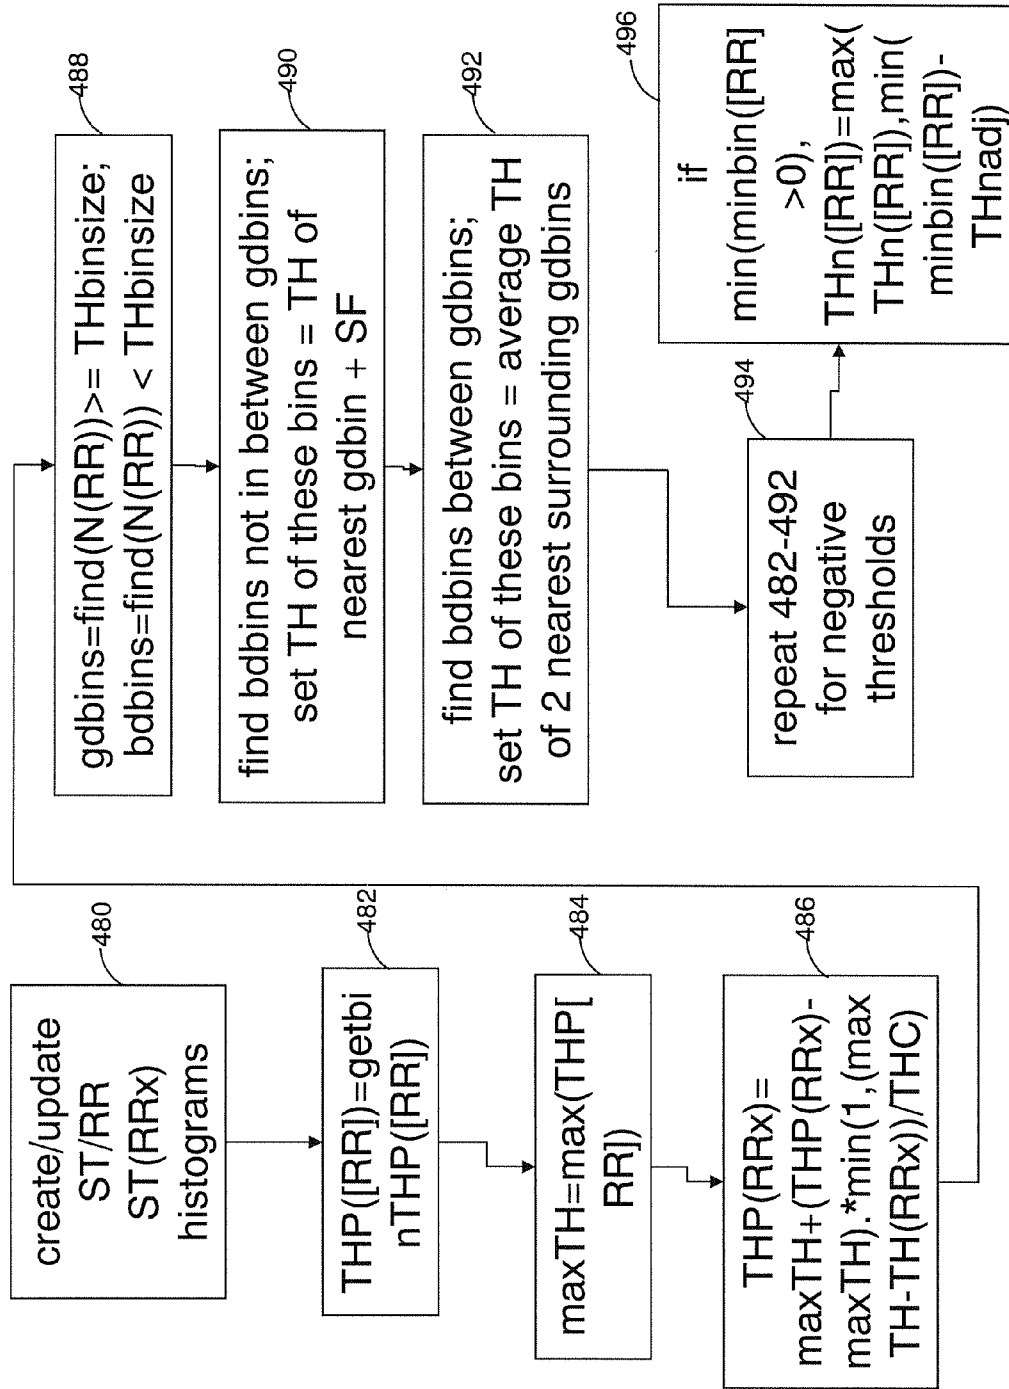 480
create/update
ST/RR
ST(RRx)
histograms
482
THP([RR])=getbi
nTHP([RR])
484
maxTH=max(THP[
RR])
486
THP(RRx)=
maxTH+(THP(RRx)-
maxTH).*min(1,(max
TH-TH(RRx))/THC)
488
gdbins=find(N(RR))>= THbinsize;
bdbins=find(N(RR)) < THbinsize
490
find bdbins not in between gdbins;
set TH of these bins = TH of
nearest gdbin + SF
492
find bdbins between gdbins;
set TH of these bins = average TH
of 2 nearest surrounding gdbins
494
repeat 482-492
for negative
thresholds
496
if
min(minbin([RR]
>0),
THn([RR])=max(
THn([RR]),min(
minbin([RR])-
THnadj)